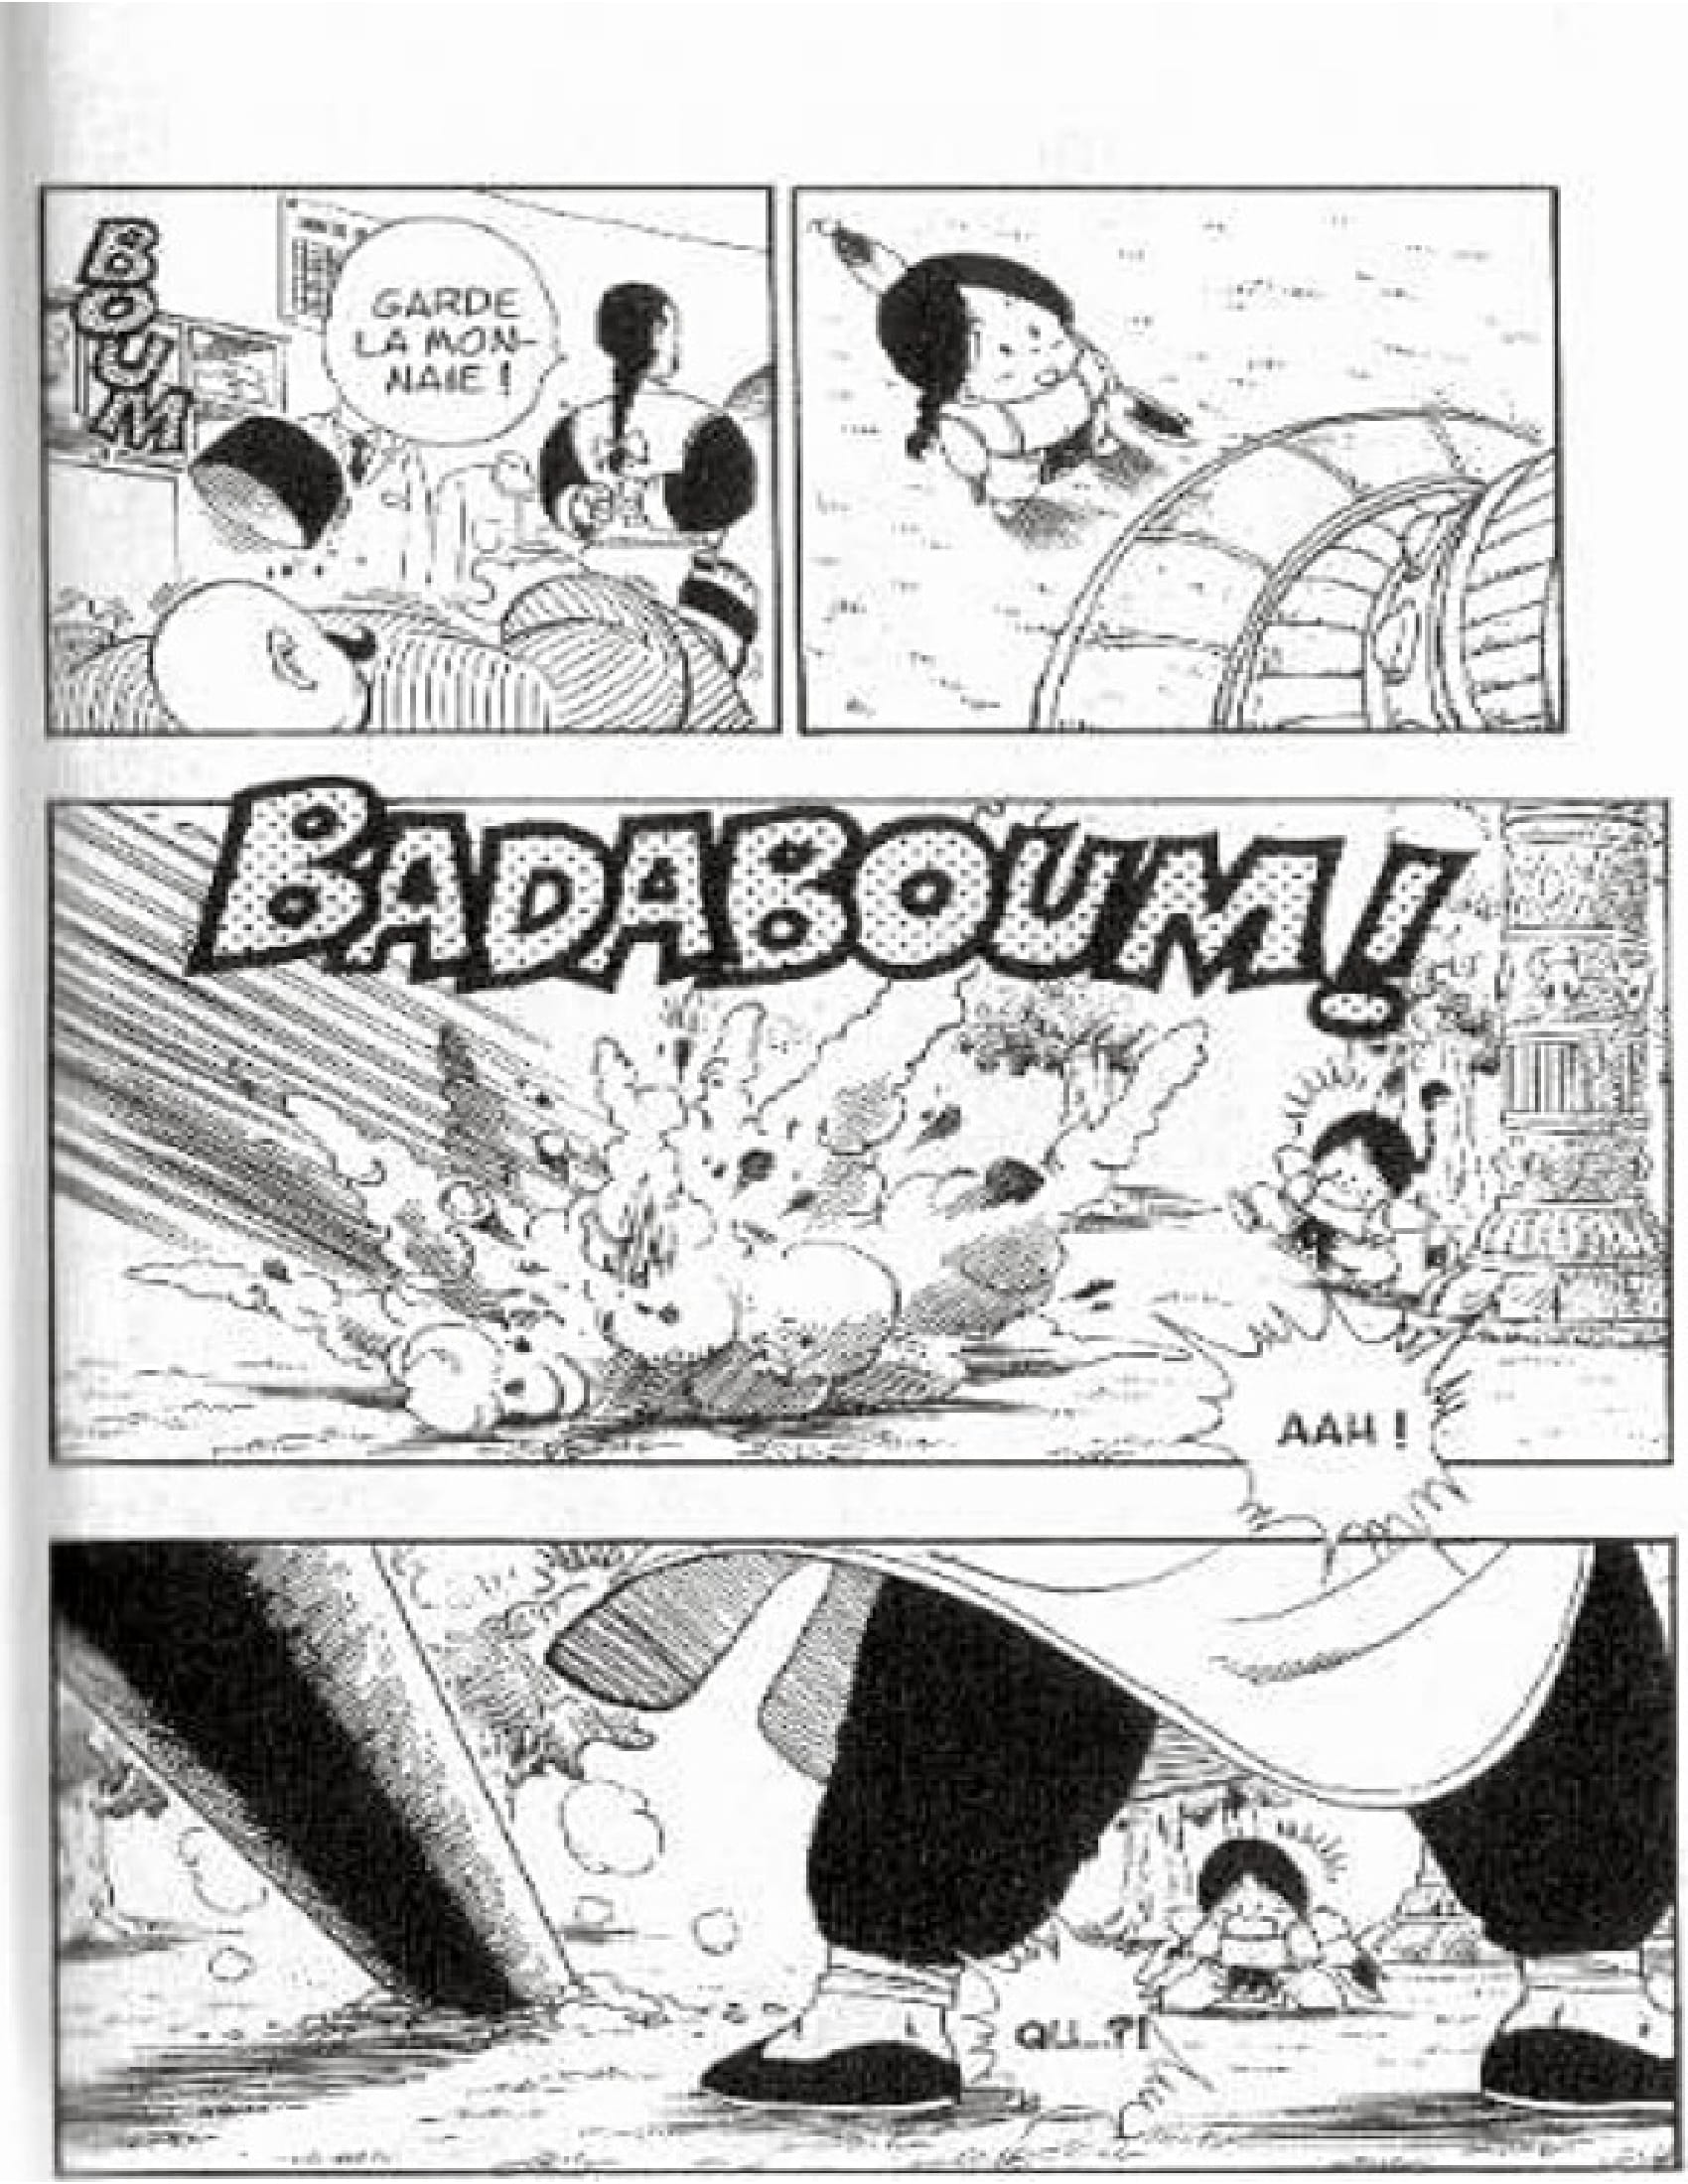 BOUM
GARDE
LA MON-
NAIE !
BADABOUM !
AAH !
QU...?!